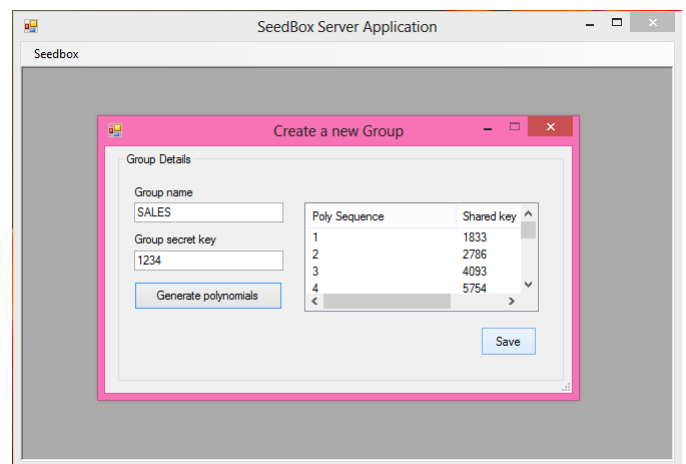 SeedBox Server Application
Seedbox
Create a new Group
Group Details
Group name
SALES
Group secret key
1234
Generate polynomials
Poly Sequence Shared key
1 1833
2 2786
3 4093
4 5754
Save